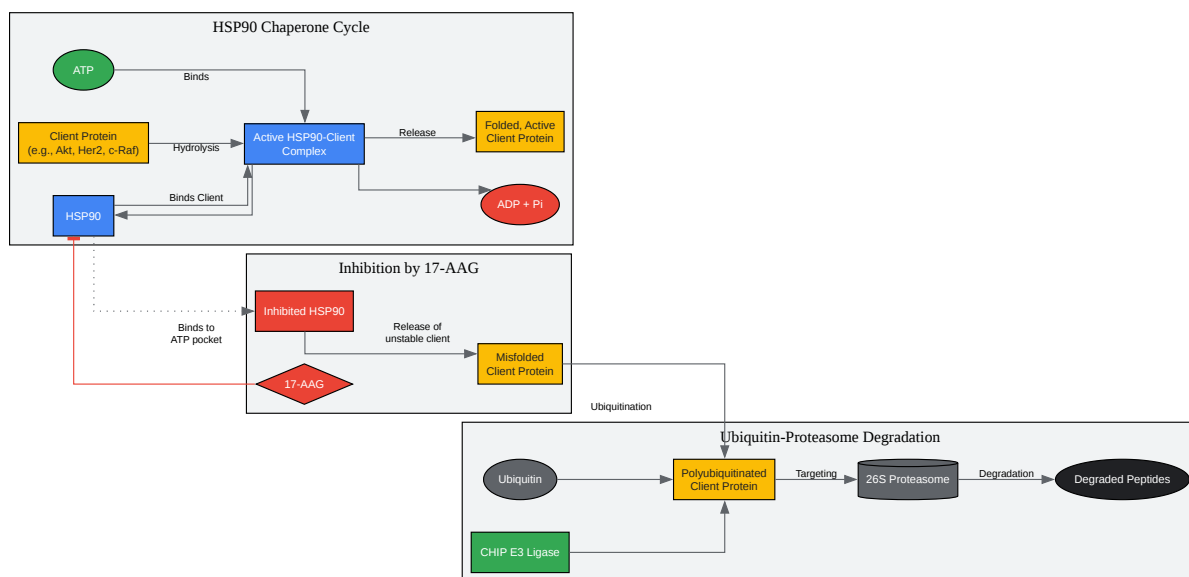 HSP90 Chaperone Cycle
ATP
Binds
Client Protein
(e.g., Akt, Her2, c-Raf)
Hydrolysis
Active HSP90-Client
Complex
Release
Folded, Active
Client Protein
HSP90
Binds Client
ADP + Pi
Inhibition by 17-AAG
Inhibited HSP90
Binds to
ATP pocket
Release of
unstable client
Misfolded
Client Protein
17-AAG
Ubiquitination
Ubiquitin-Proteasome Degradation
Ubiquitin
Polyubiquitinated
Client Protein
Targeting
26S Proteasome
Degradation
Degraded Peptides
CHIP E3 Ligase